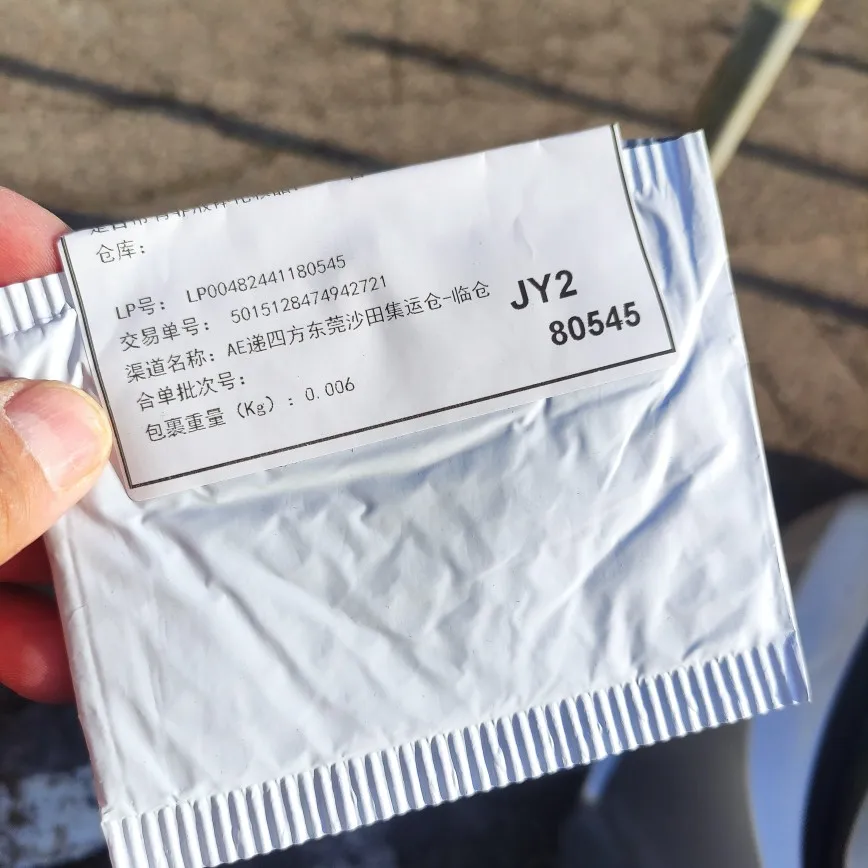 仓库：
LP号： LP00482441180545
交易单号： 5015128474942721
渠道名称：AE递四方东莞沙田集运仓-临仓
合单批次号：
包裹重量（Kg）：0.006
JY2
80545